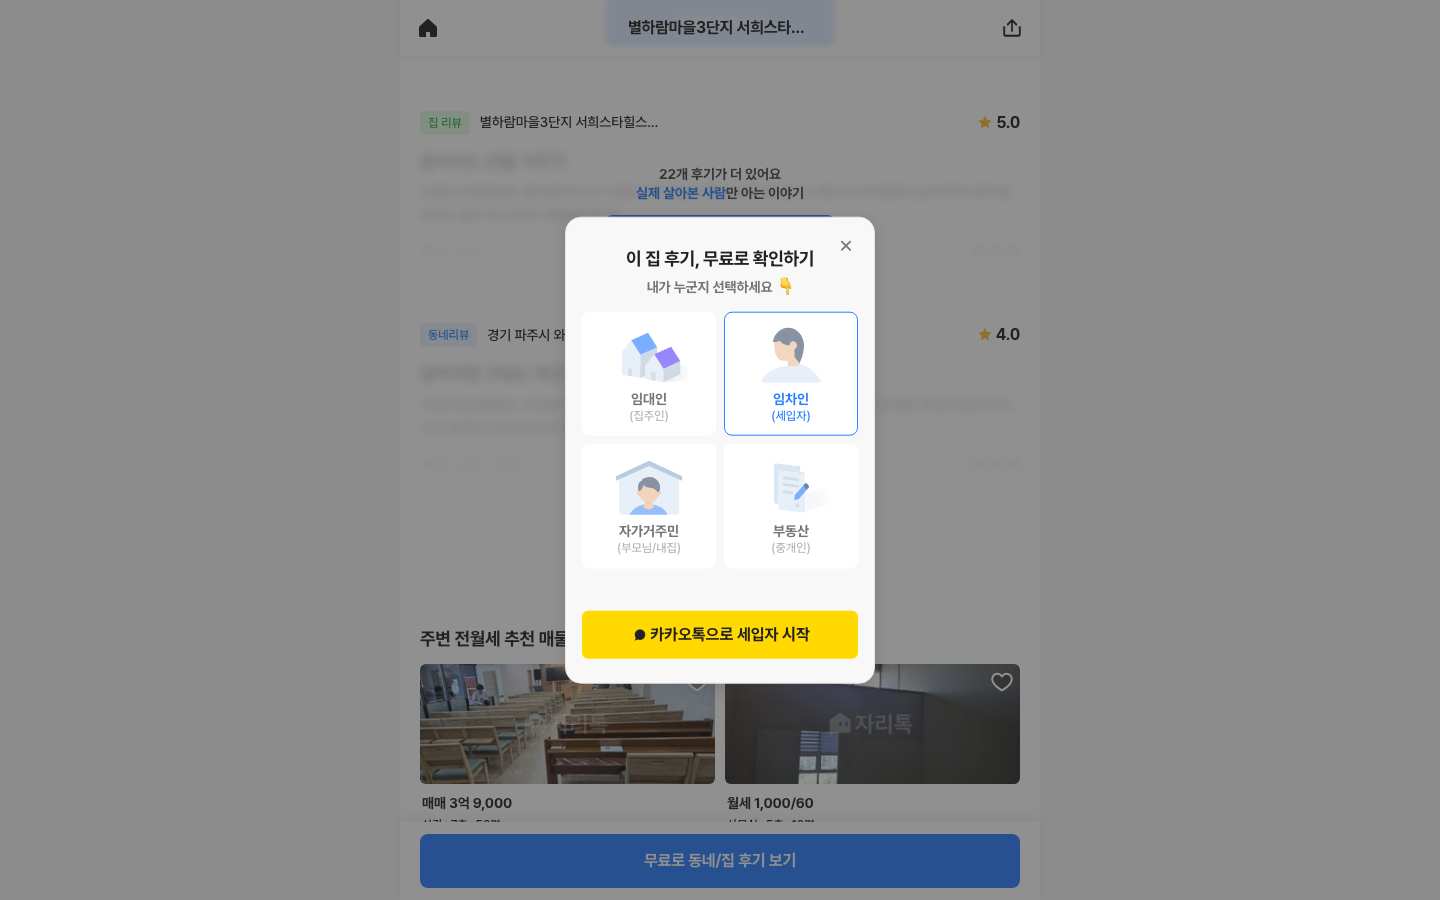 별하람마을3단지 서희스타...
집 리뷰 별하람마을3단지 서희스타힐스... 5.0
22개 후기가 더 있어요
실제 살아본 사람만 아는 이야기
이 집 후기, 무료로 확인하기
내가 누군지 선택하세요 👇
동네리뷰 경기 파주시 와 4.0
임대인
(집주인)
임차인
(세입자)
자가거주민
(부모님/내집)
부동산
(중개인)
카카오톡으로 세입자 시작
주변 전월세 추천 매물
자리톡
매매 3억 9,000
월세 1,000/60
무료로 동네/집 후기 보기